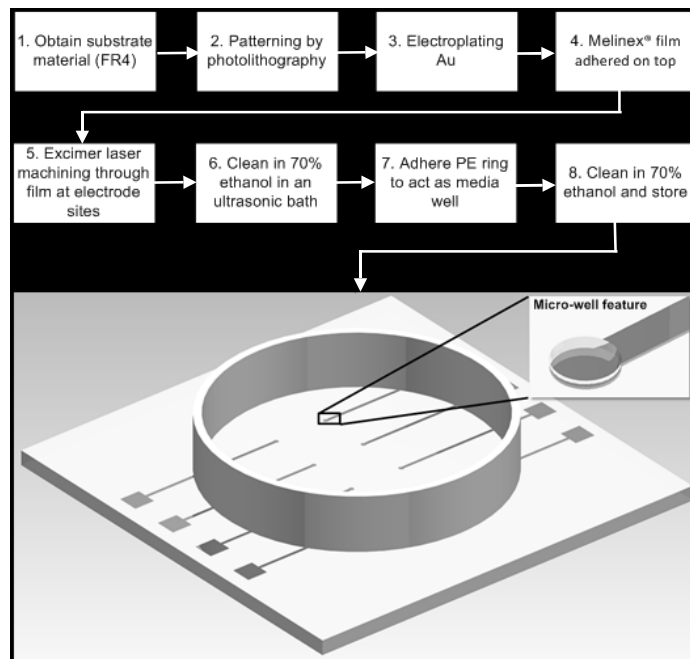 1. Obtain substrate
material (FR4)
2. Patterning by
photolithography
3. Electroplating
Au
4. Melinex® film
adhered on top
5. Excimer laser
machining through
film at electrode
sites
6. Clean in 70%
ethanol in an
ultrasonic bath
7. Adhere PE ring
to act as media
well
8. Clean in 70%
ethanol and store
Micro-well feature